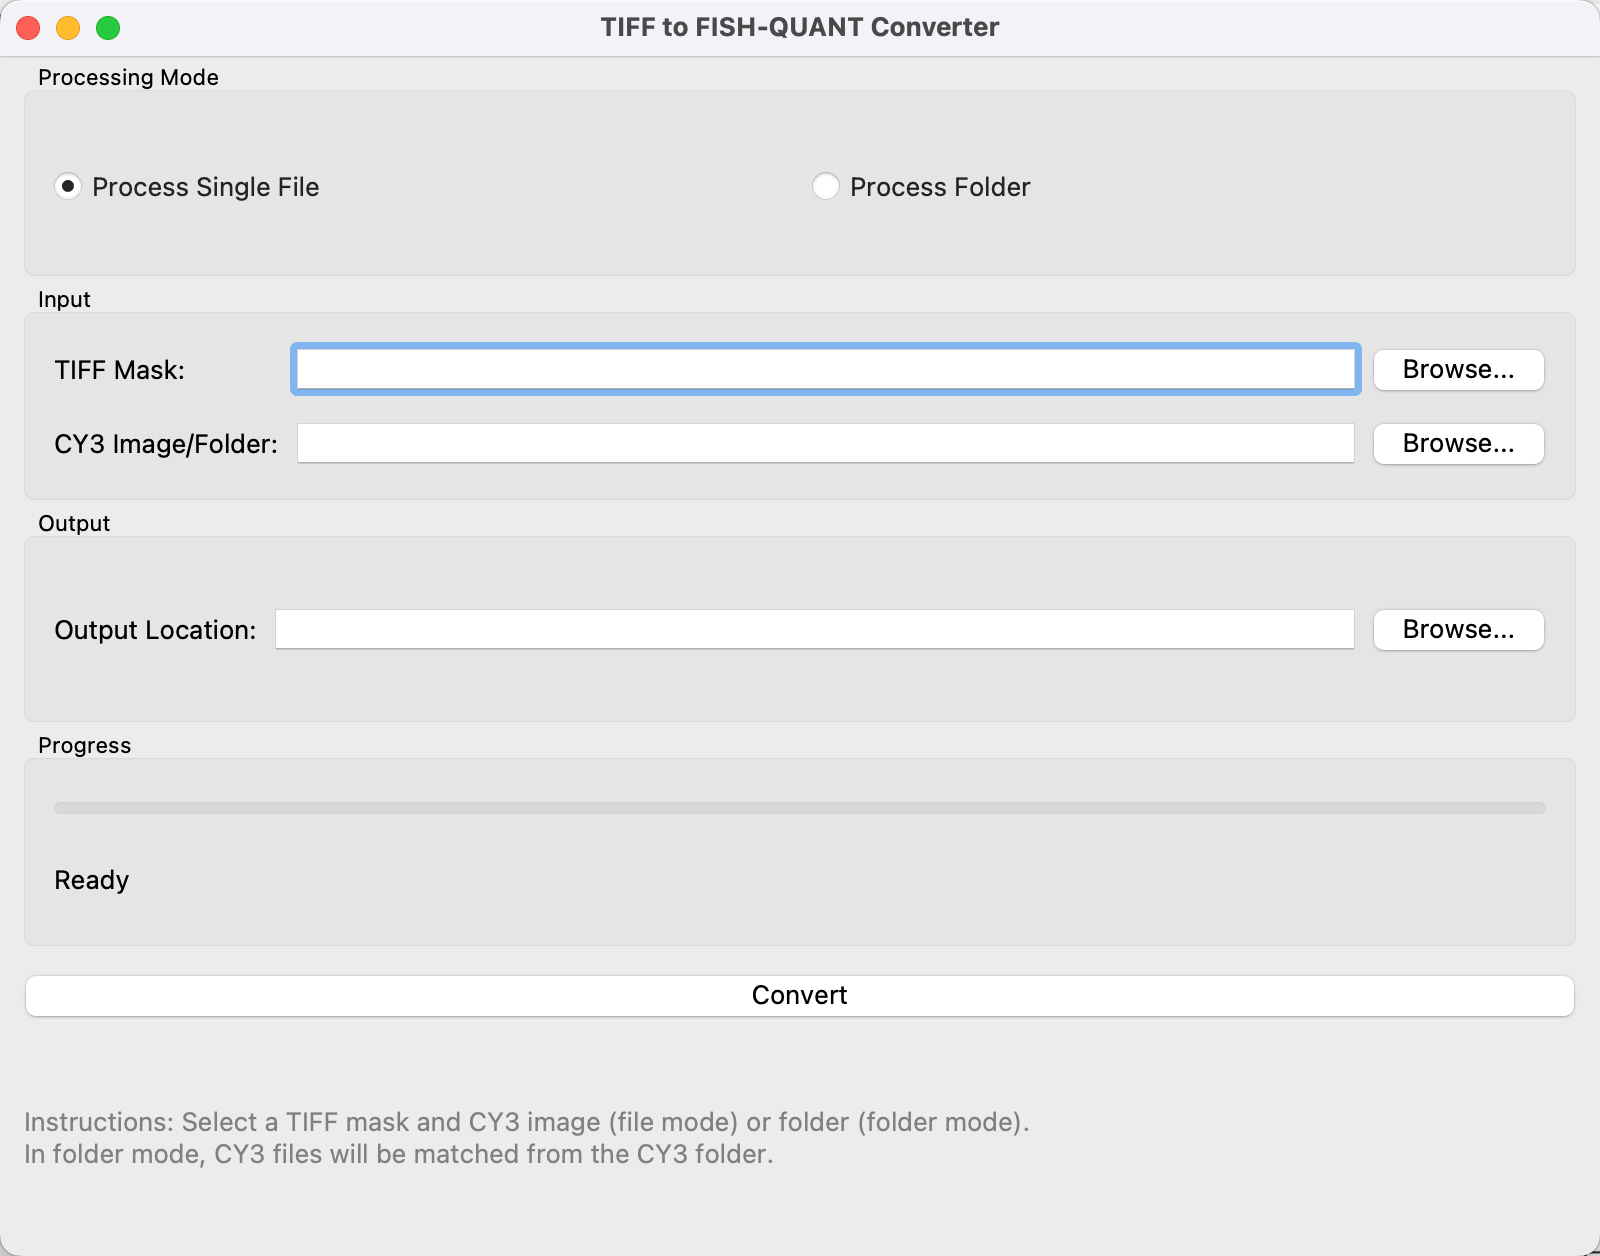 TIFF to FISH-QUANT Converter
Processing Mode
Process Single File
Process Folder
Input
TIFF Mask:
Browse...
CY3 Image/Folder:
Browse...
Output
Output Location:
Browse...
Progress
Ready
Convert
Instructions: Select a TIFF mask and CY3 image (file mode) or folder (folder mode).
In folder mode, CY3 files will be matched from the CY3 folder.